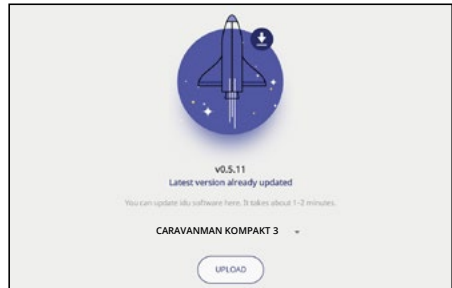 v0.5.11
Latest version already updated
You can update idu software here. It takes about 1-2 minutes.
CARAVANMAN KOMPAKT 3
UPLOAD